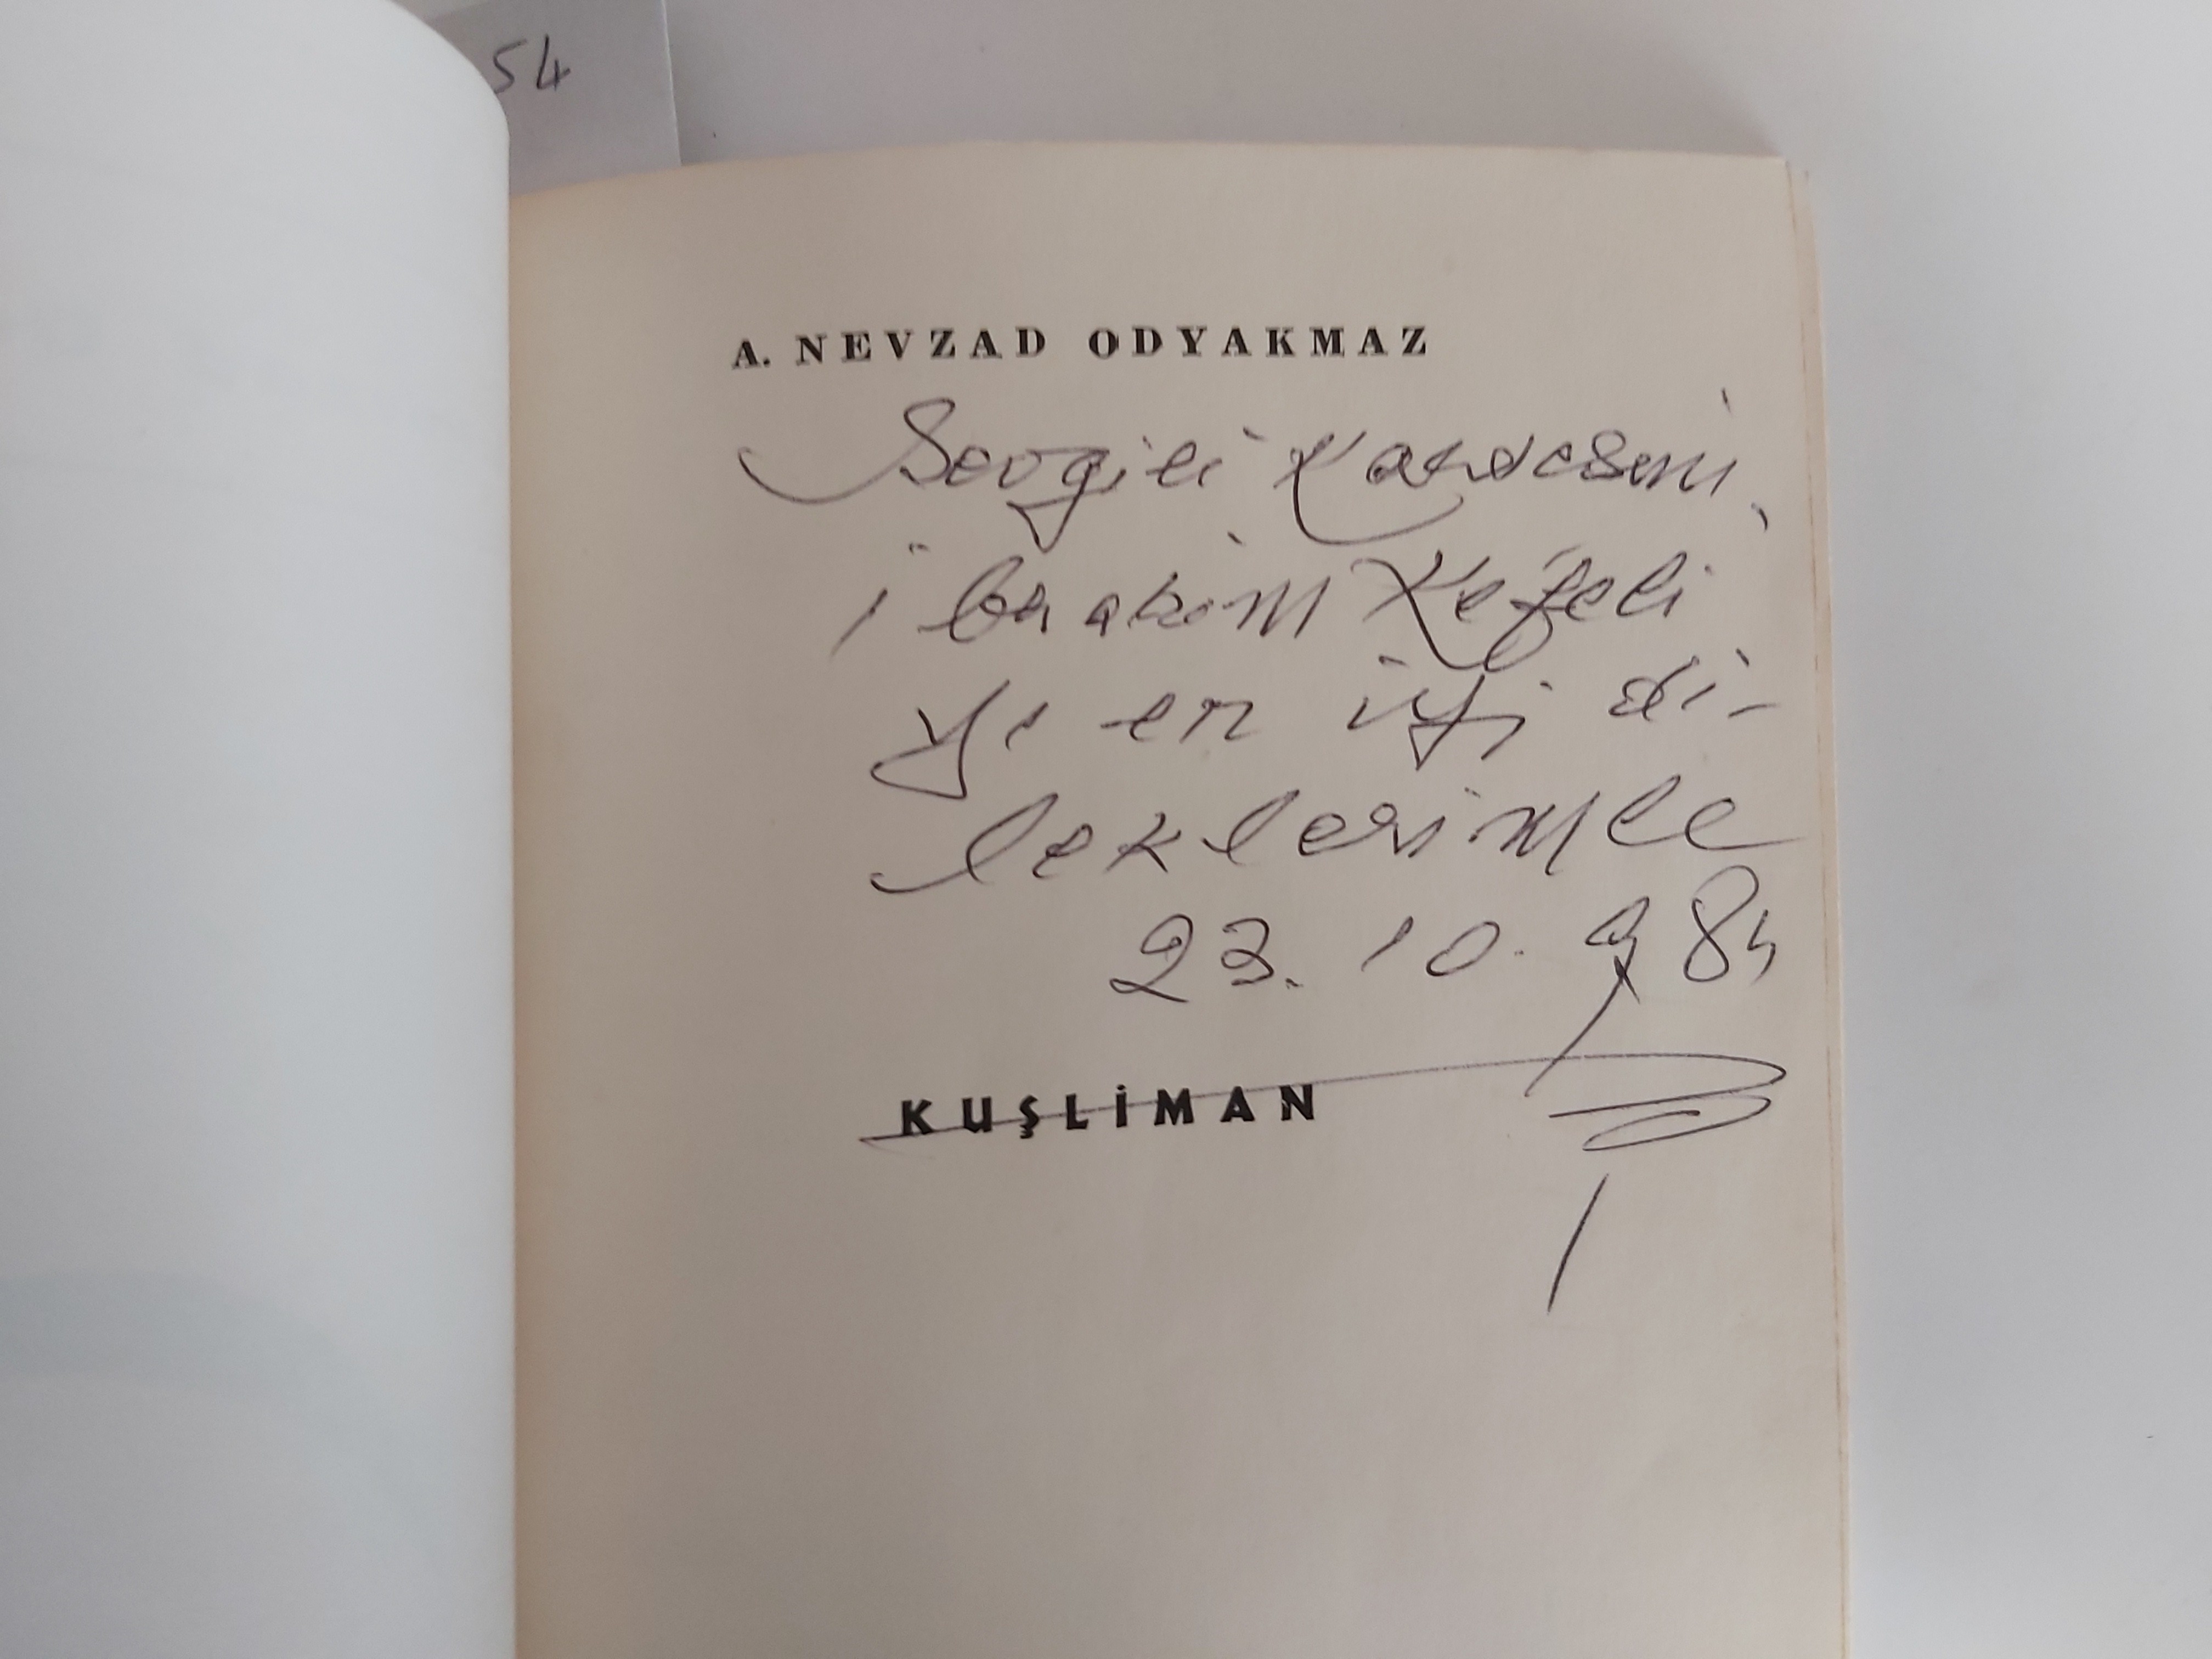 54
A. NEVZAD ODYAKMAZ
Sevgili Kardeşim
İbrahim Kefeli
ye en iyi di-
leklerimle
23.10.984
KUŞLİMAN